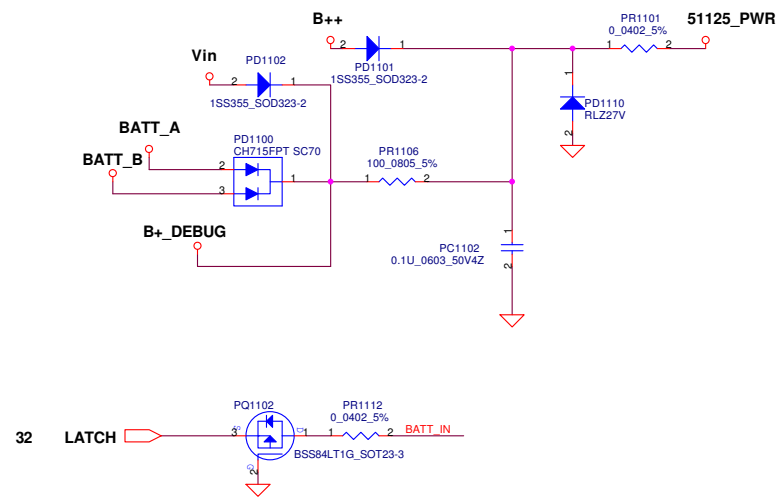 B++
2
1
PD1101
1SS355_SOD323-2
PR1101
0_0402_5%
1
2
51125_PWR
Vin
PD1102
2
1
1SS355_SOD323-2
1
PD1110
RLZ27V
2
BATT_A
BATT_B
PD1100
CH715FPT SC70
2
3
1
PR1106
100_0805_5%
1
2
B+_DEBUG
1
PC1102
0.1U_0603_50V4Z
2
32
LATCH
PQ1102
S
3
D
1
G
2
BSS84LT1G_SOT23-3
PR1112
0_0402_5%
1
2
BATT_IN